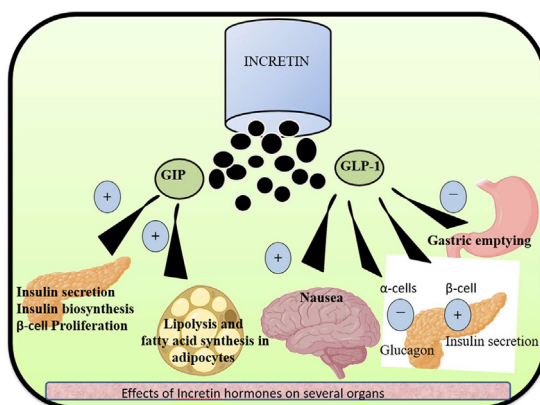 INCRETIN
GIP
GLP-1
+
+
+
−
Gastric emptying
Insulin secretion
Insulin biosynthesis
β-cell Proliferation
Lipolysis and
fatty acid synthesis in
adipocytes
Nausea
α-cells
β-cell
−
+
Glucagon
Insulin secretion
Effects of Incretin hormones on several organs